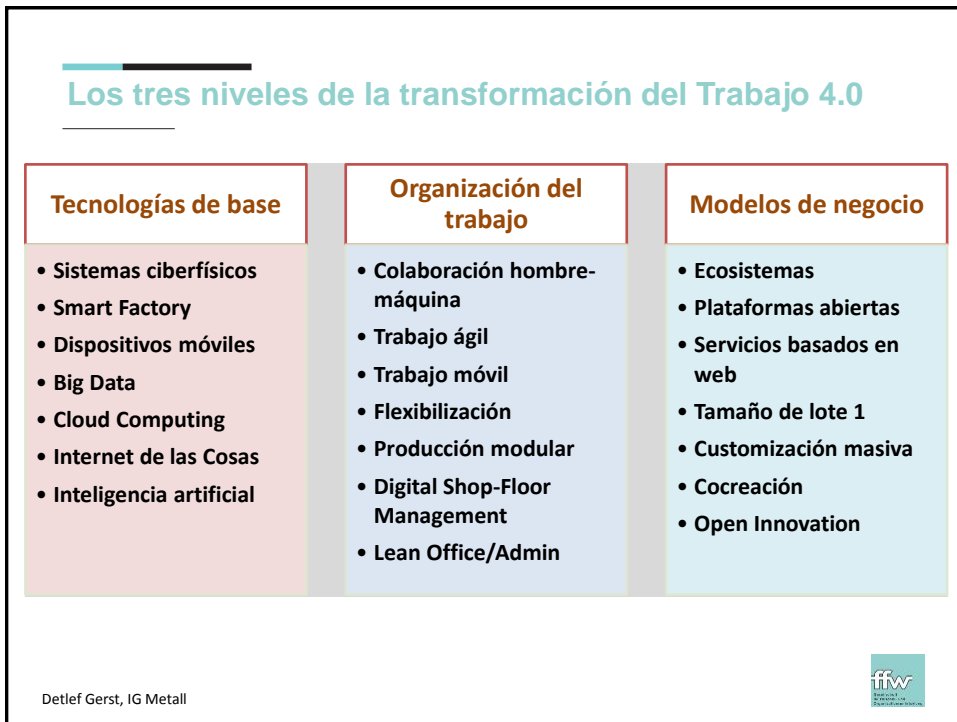 Los tres niveles de la transformación del Trabajo 4.0
Tecnologías de base
• Sistemas ciberfísicos
• Smart Factory
• Dispositivos móviles
• Big Data
• Cloud Computing
• Internet de las Cosas
• Inteligencia artificial
Organización del
trabajo
• Colaboración hombre-
máquina
• Trabajo ágil
• Trabajo móvil
• Flexibilización
• Producción modular
• Digital Shop-Floor
Management
• Lean Office/Admin
Modelos de negocio
• Ecosistemas
• Plataformas abiertas
• Servicios basados en
web
• Tamaño de lote 1
• Customización masiva
• Cocreación
• Open Innovation
Detlef Gerst, IG Metall
ffw